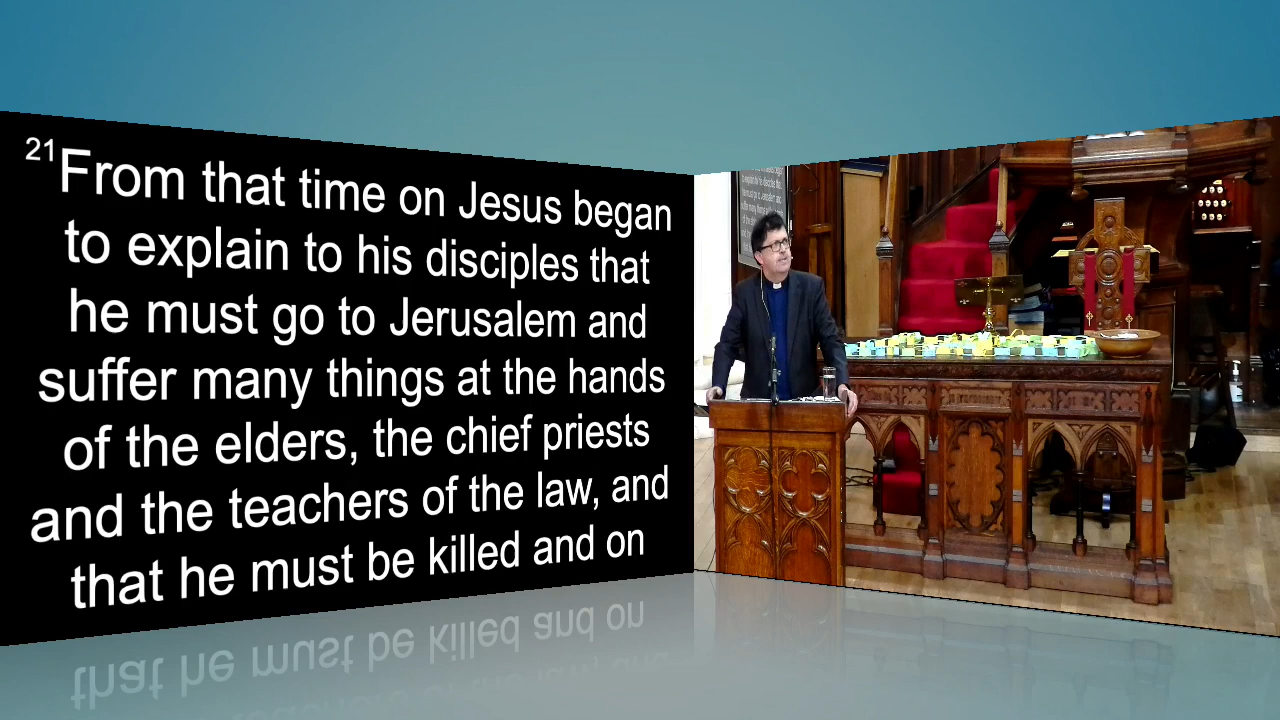 21From that time on Jesus began
to explain to his disciples that
he must go to Jerusalem and
suffer many things at the hands
of the elders, the chief priests
and the teachers of the law, and
that he must be killed and on